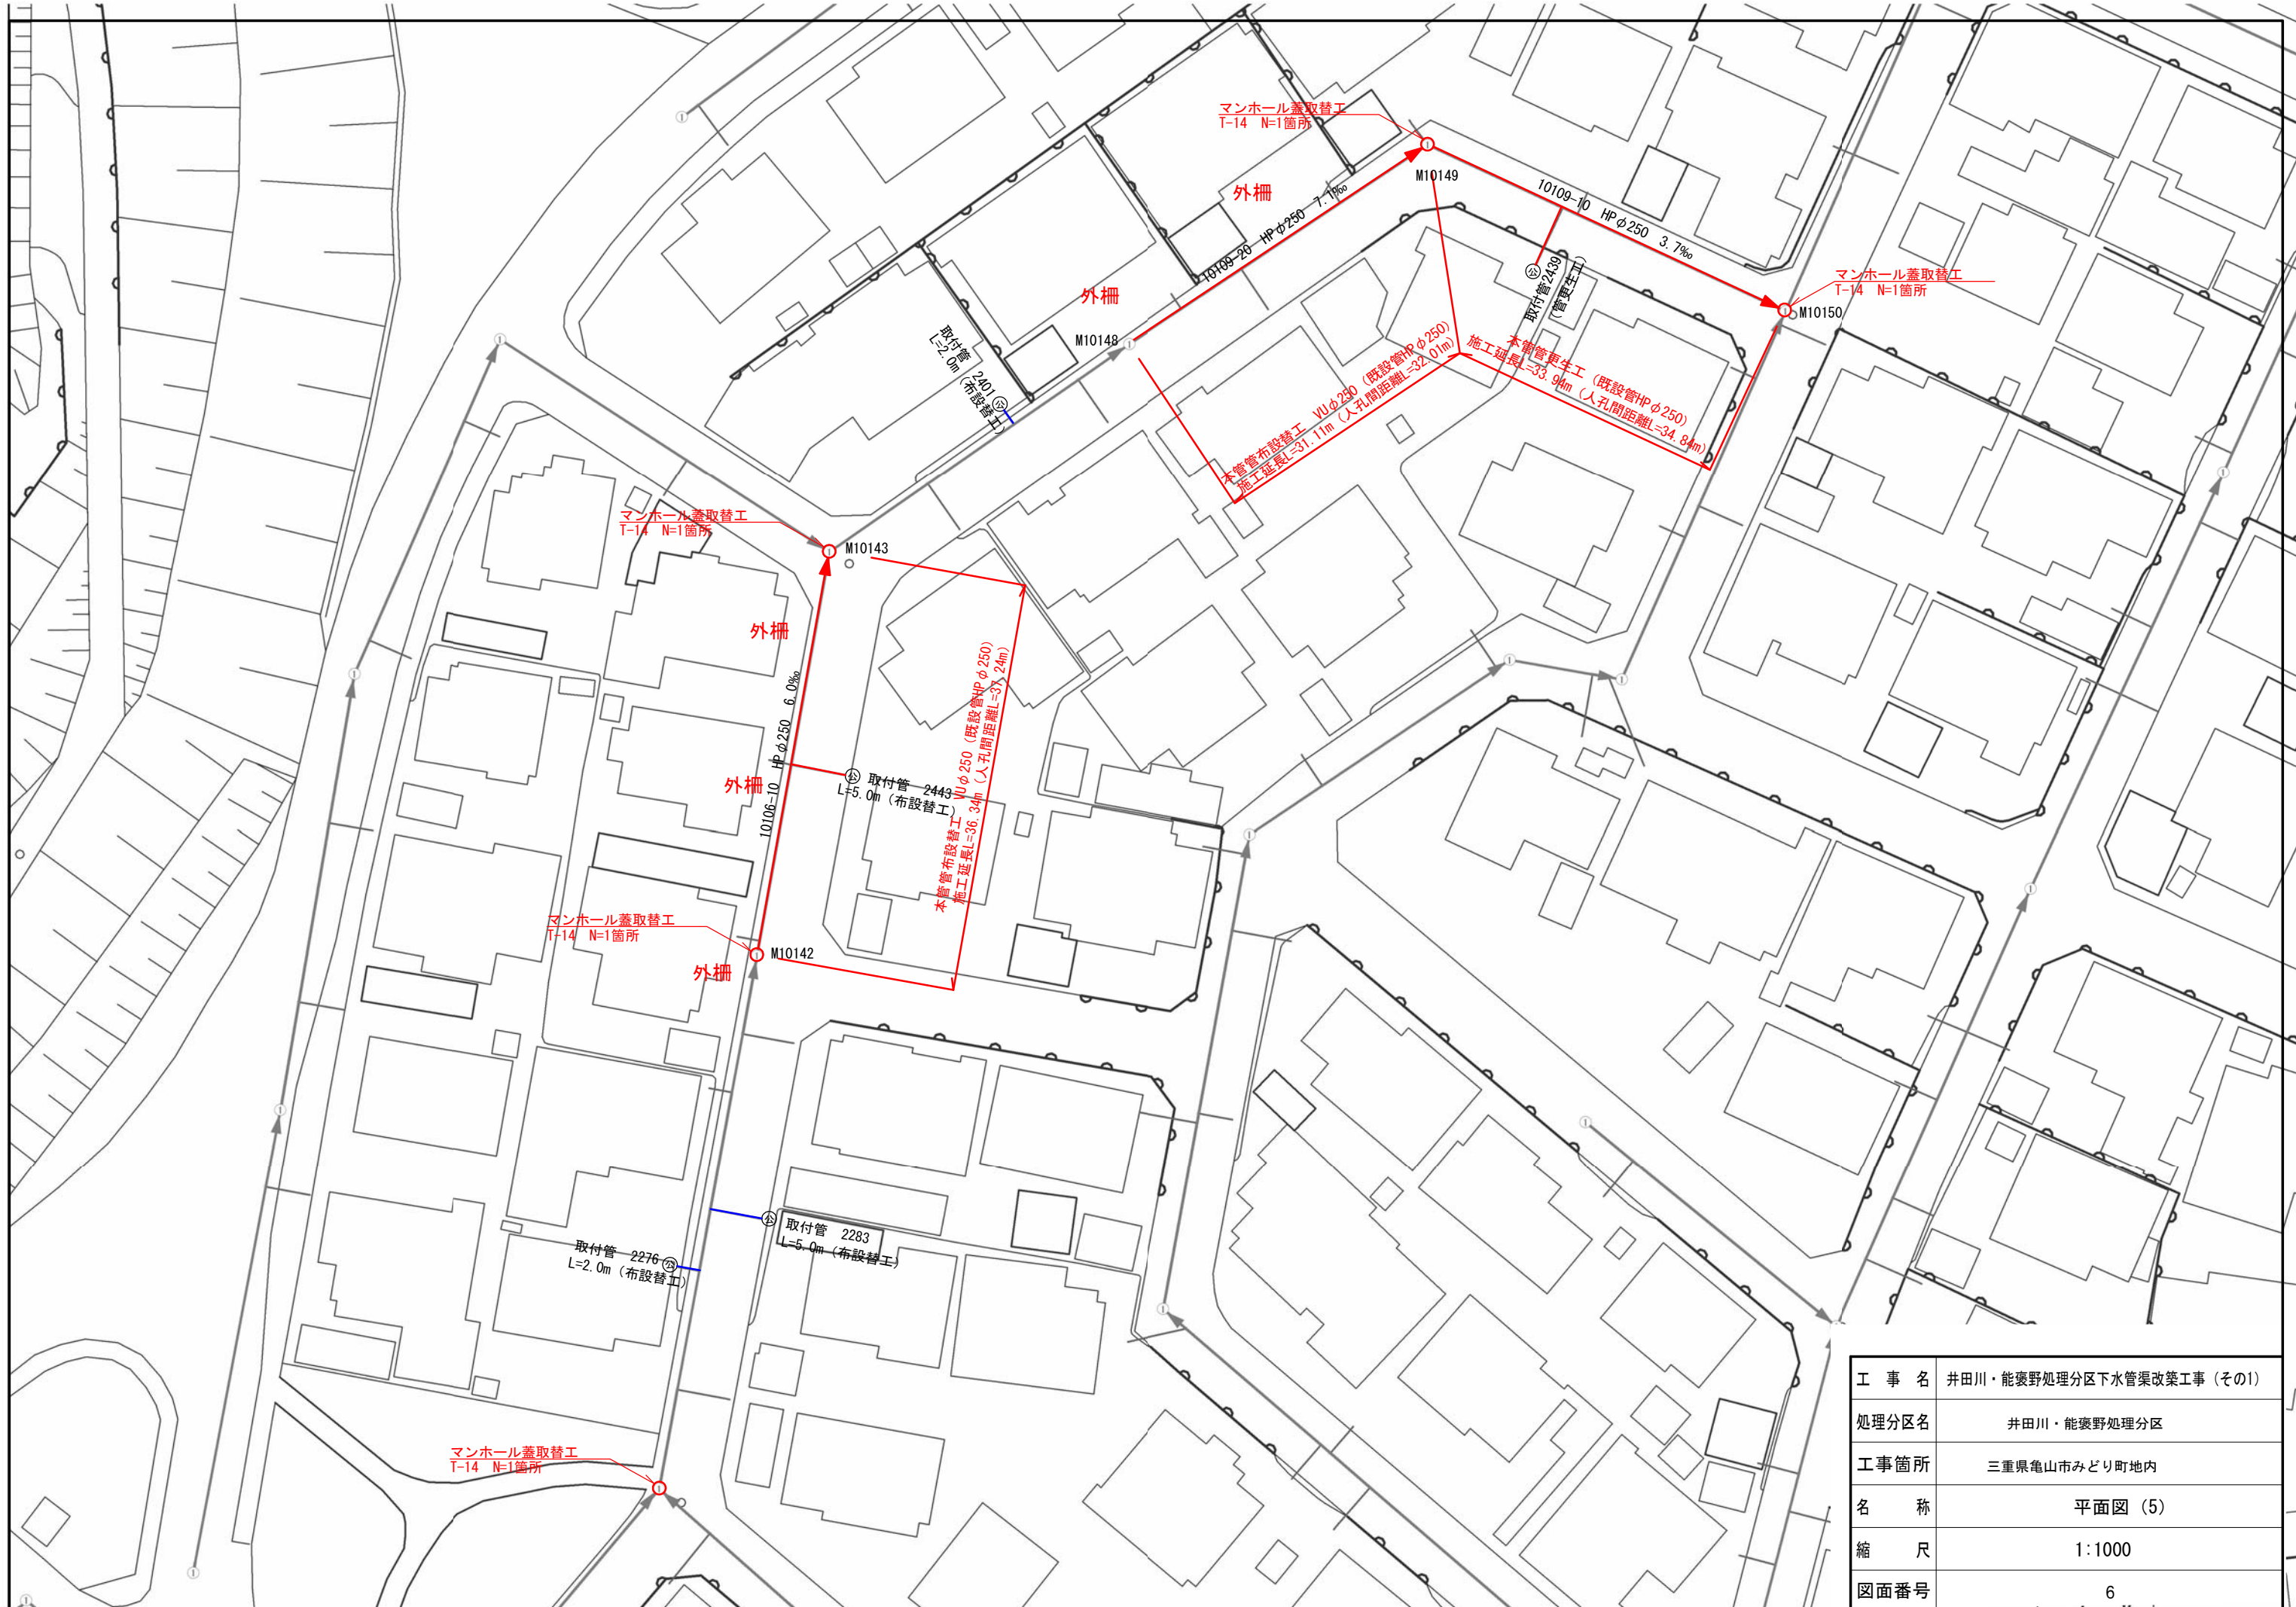 マンホール蓋取替工
T-14 N=1箇所
M10149
外柵
10109-20 HPφ250 7.1‰
10109-10 HPφ250 3.7‰
取付管2439
(管更生工)
マンホール蓋取替工
T-14 N=1箇所
M10150
外柵
M10148
取付管 2401 公
L=2.0m (布設替工)
公
本管管布設替工 VUφ250 (既設管HPφ250)
施工延長L=31.11m (人孔間距離L=32.01m)
本管管更生工 (既設管HPφ250)
施工延長L=33.94m (人孔間距離L=34.84m)
マンホール蓋取替工
T-14 N=1箇所
M10143
外柵
10106-10 HPφ250 6.0‰
外柵
公 取付管 2443
L=5.0m (布設替工)
本管管布設替工 VUφ250 (既設管HPφ250)
施工延長L=36.34m (人孔間距離L=37.24m)
マンホール蓋取替工
T-14 N=1箇所
M10142
外柵
公 取付管 2283
L=5.0m (布設替工)
取付管 2276 公
L=2.0m (布設替工)
マンホール蓋取替工
T-14 N=1箇所
工事名 井田川・能褒野処理分区下水管渠改築工事 (その1)
処理分区名 井田川・能褒野処理分区
工事箇所 三重県亀山市みどり町地内
名称 平面図 (5)
縮尺 1:1000
図面番号 6